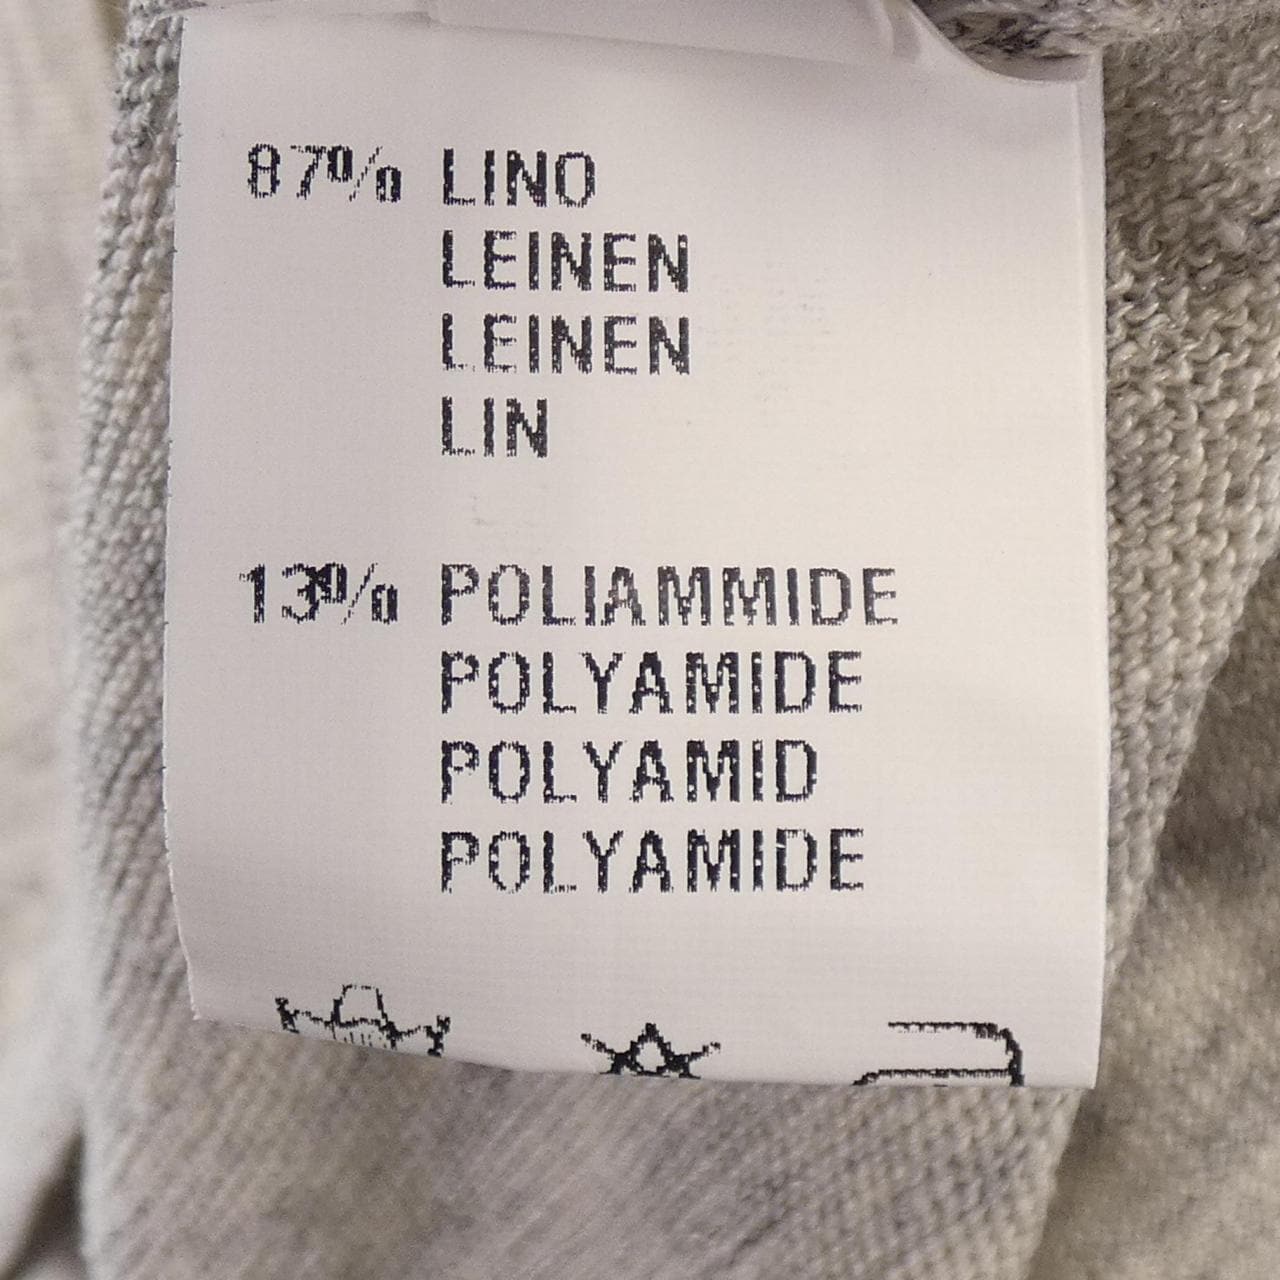 87% LINO
LEINEN
LEINEN
LIN
13% POLIAMMIDE
POLYAMIDE
POLYAMID
POLYAMIDE